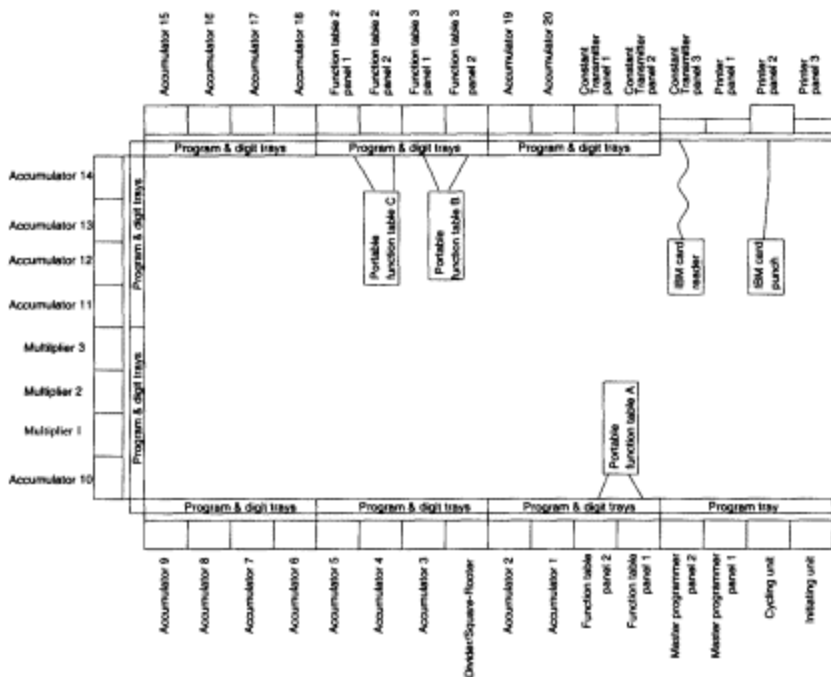 Accumulator 15
Accumulator 16
Accumulator 17
Accumulator 18
Function table 2
panel 1
Function table 2
panel 2
Function table 3
panel 1
Function table 3
panel 2
Accumulator 19
Accumulator 20
Constant
Transmitter
panel 1
Constant
Transmitter
panel 2
Constant
Transmitter
panel 3
Printer
panel 1
Printer
panel 2
Printer
panel 3
Program & digit trays
Program & digit trays
Program & digit trays
Accumulator 14
Accumulator 13
Accumulator 12
Accumulator 11
Multiplier 3
Multiplier 2
Multiplier 1
Accumulator 10
Program & digit trays
Program & digit trays
Portable
function table C
Portable
function table B
IBM card
reader
IBM card
punch
Portable
function table A
Program & digit trays
Program & digit trays
Program & digit trays
Program tray
Accumulator 9
Accumulator 8
Accumulator 7
Accumulator 6
Accumulator 5
Accumulator 4
Accumulator 3
Divider/Square-Rooter
Accumulator 2
Accumulator 1
Function table
panel 2
Function table
panel 1
Master programmer
panel 2
Master programmer
panel 1
Cycling unit
Initiating unit